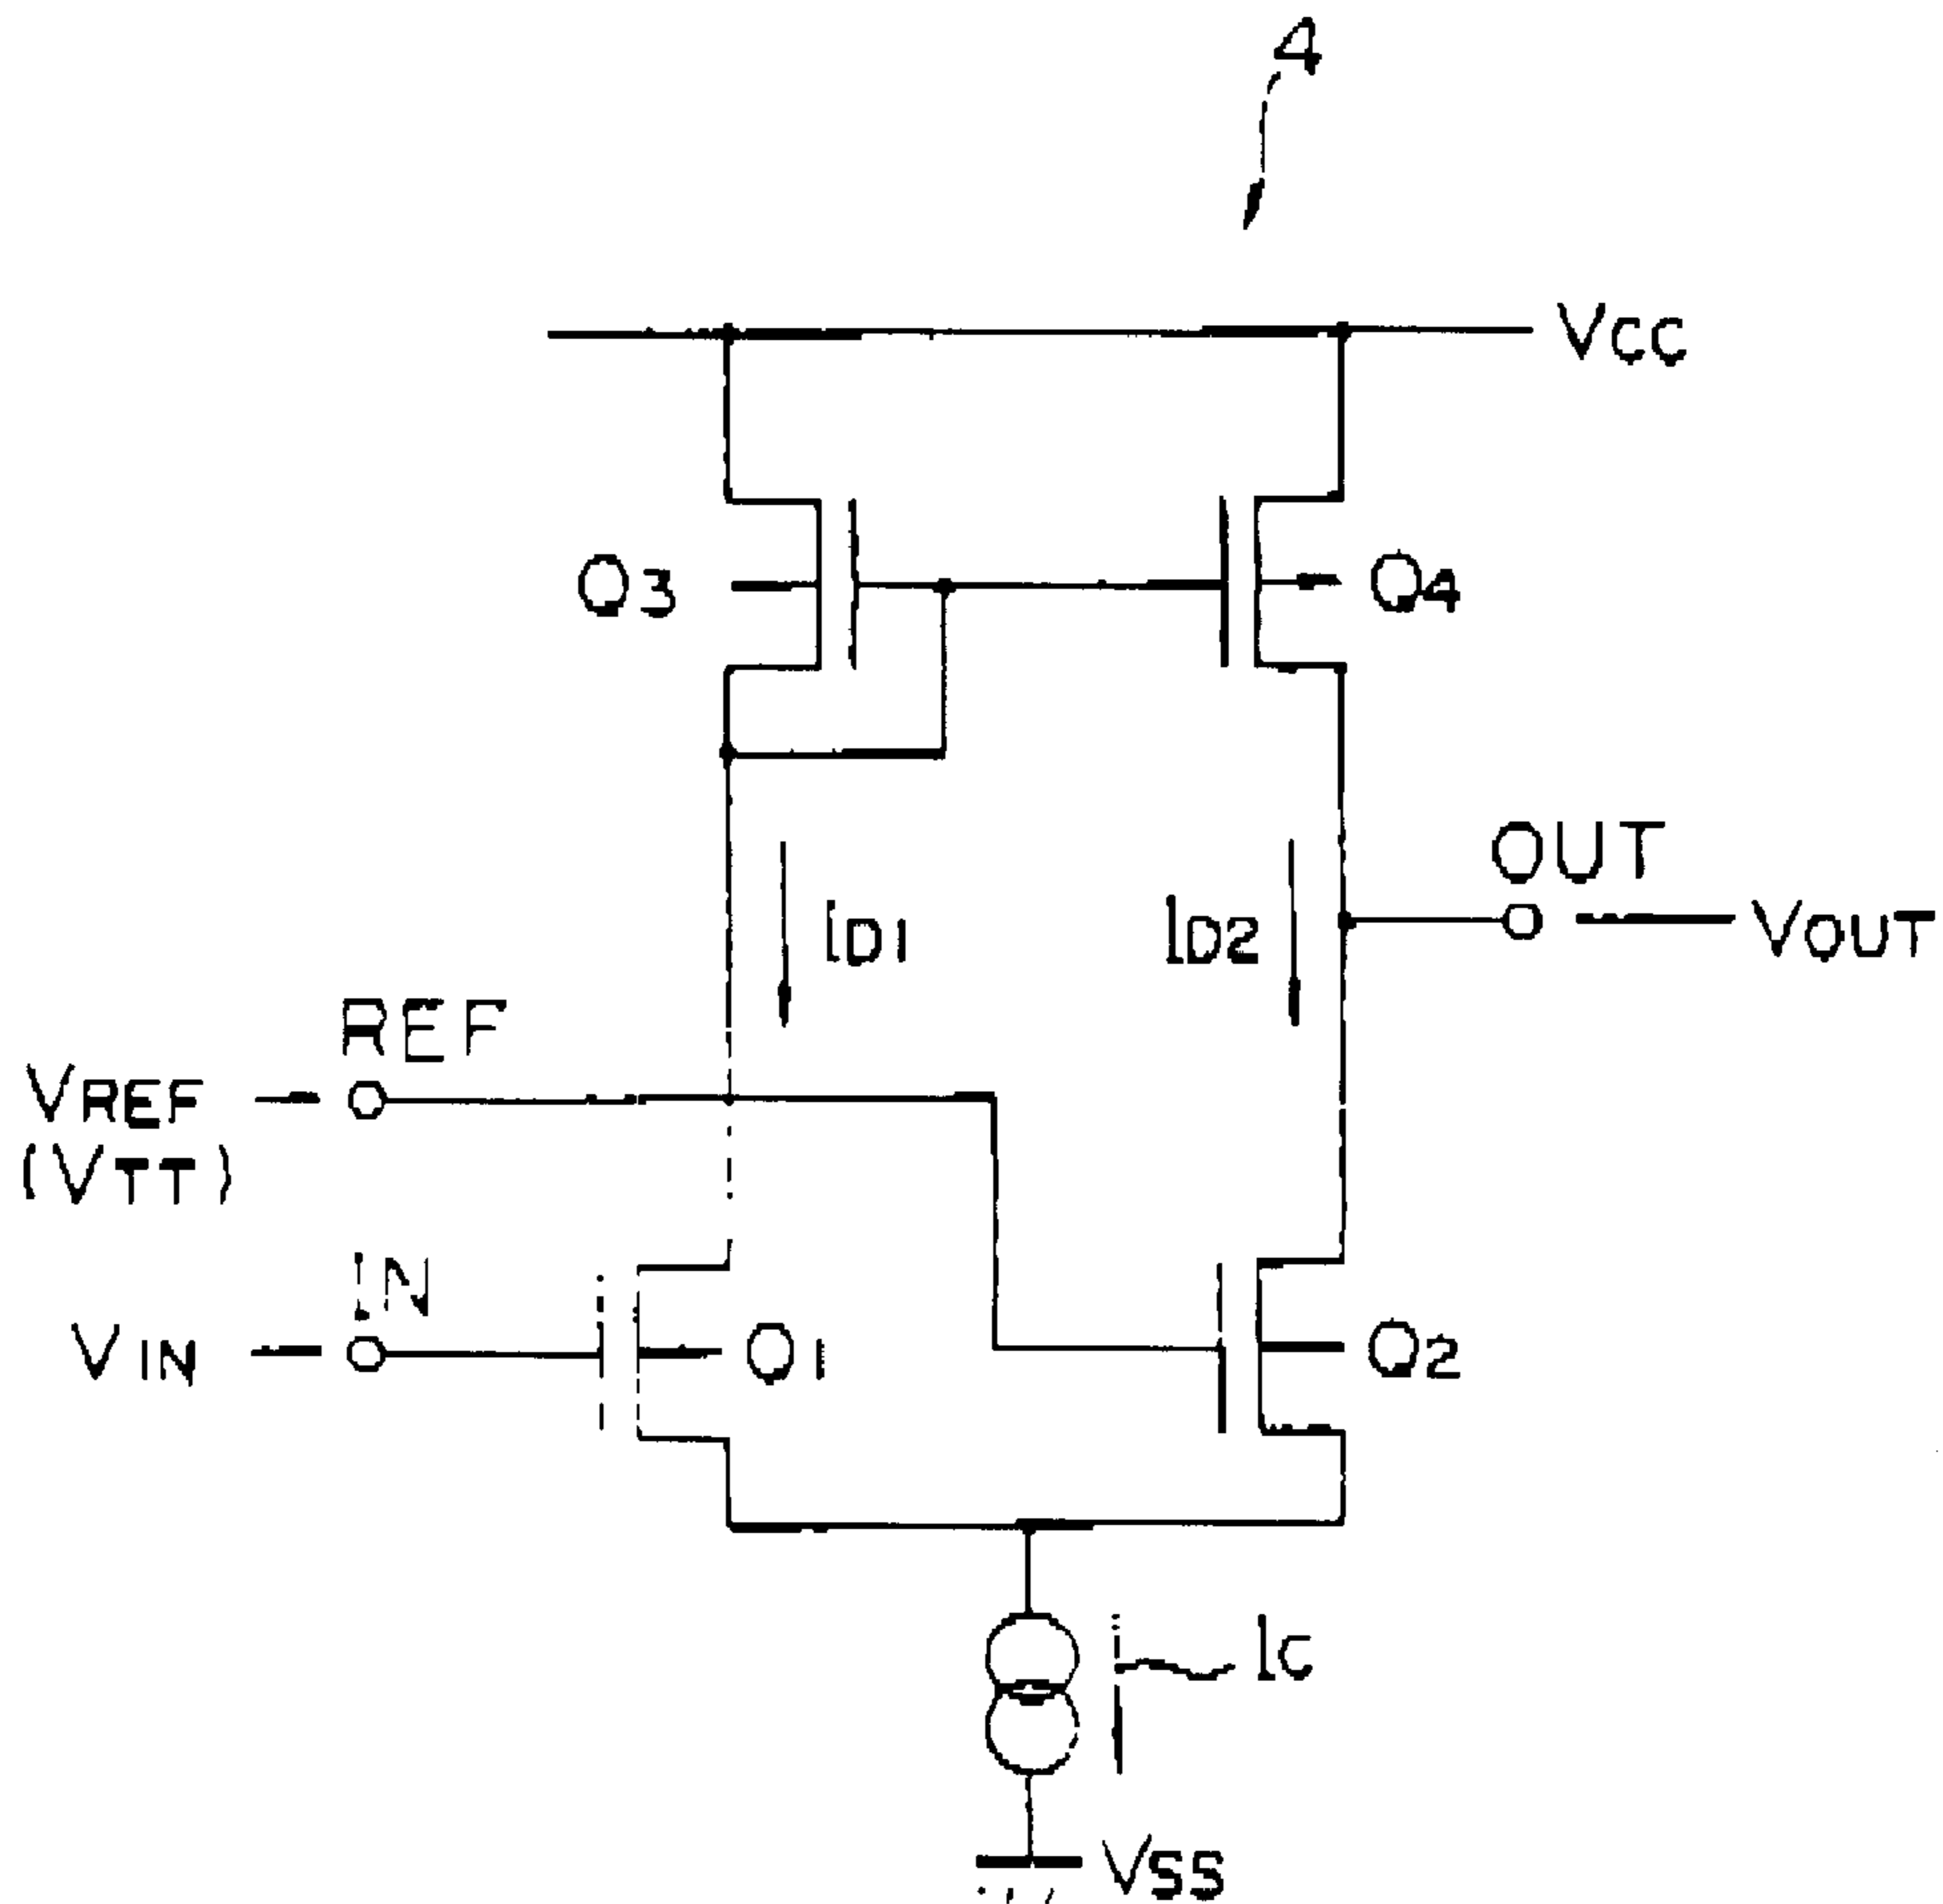 4
VCC
Q3
Q4
OUT
ID1
ID2
VOUT
REF
VREF
(VTT)
IN
VIN
Q1
Q2
IC
VSS